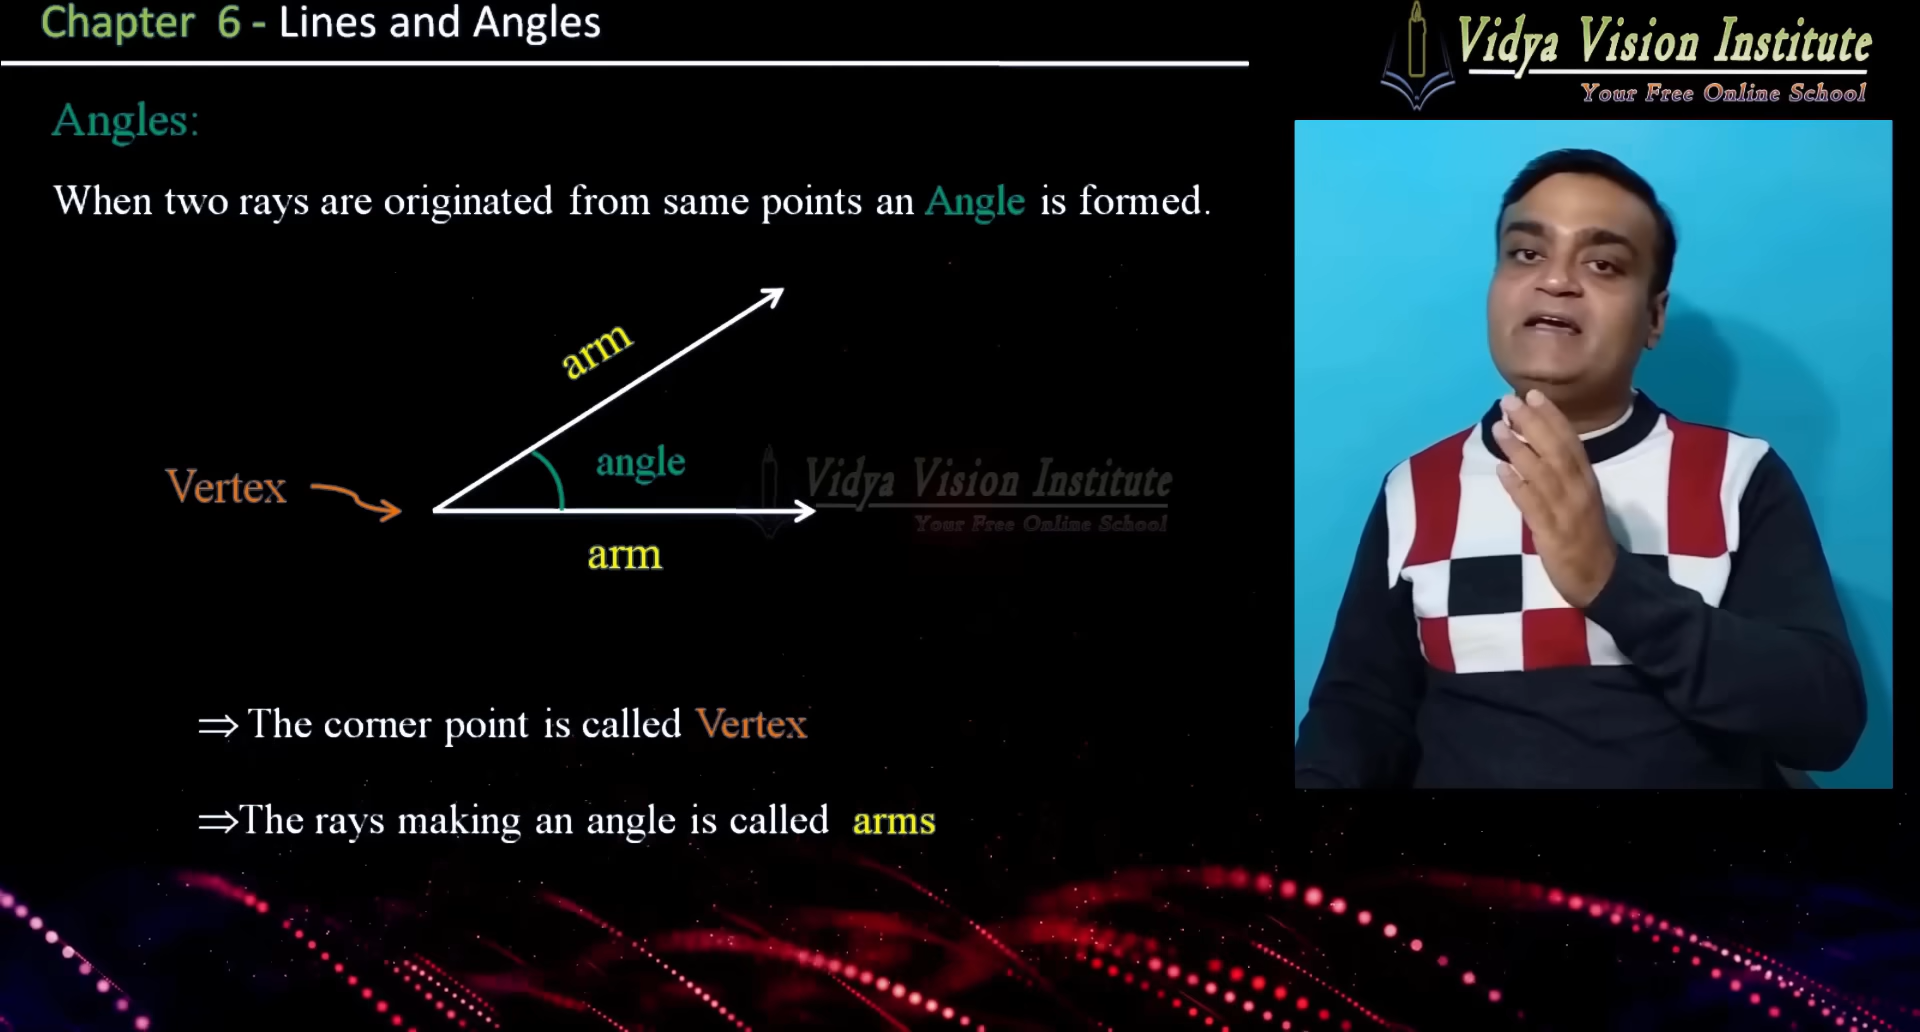 Chapter 6 - Lines and Angles
Vidya Vision Institute
Your Free Online School
Angles:
When two rays are originated from same points an Angle is formed.
arm
angle
Vertex
Vidya Vision Institute
Your Free Online School
arm
⇒ The corner point is called Vertex
⇒The rays making an angle is called arms